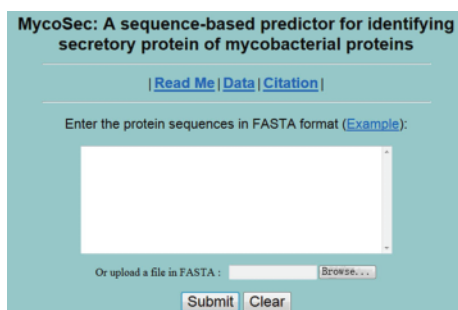 MycoSec: A sequence-based predictor for identifying
secretory protein of mycobacterial proteins
| Read Me | Data | Citation |
Enter the protein sequences in FASTA format (Example):
Or upload a file in FASTA : Browse...
Submit Clear